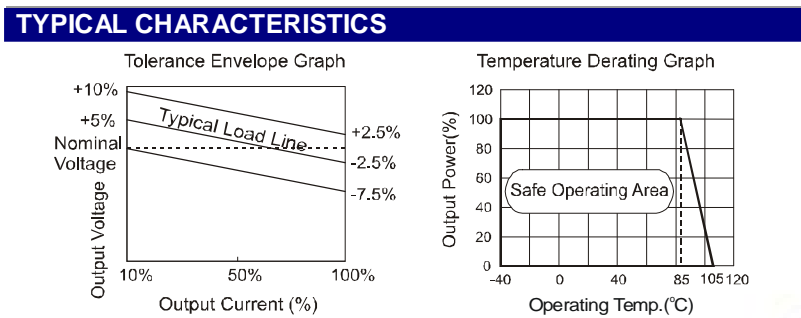 TYPICAL CHARACTERISTICS
Tolerance Envelope Graph
+10%
+5%
Nominal
Voltage
Typical Load Line
+2.5%
-2.5%
-7.5%
Output Voltage
10%
50%
100%
Output Current (%)
Temperature Derating Graph
120
100
80
60
40
20
0
Output Power(%)
Safe Operating Area
-40
0
40
85
105
120
Operating Temp.(°C)